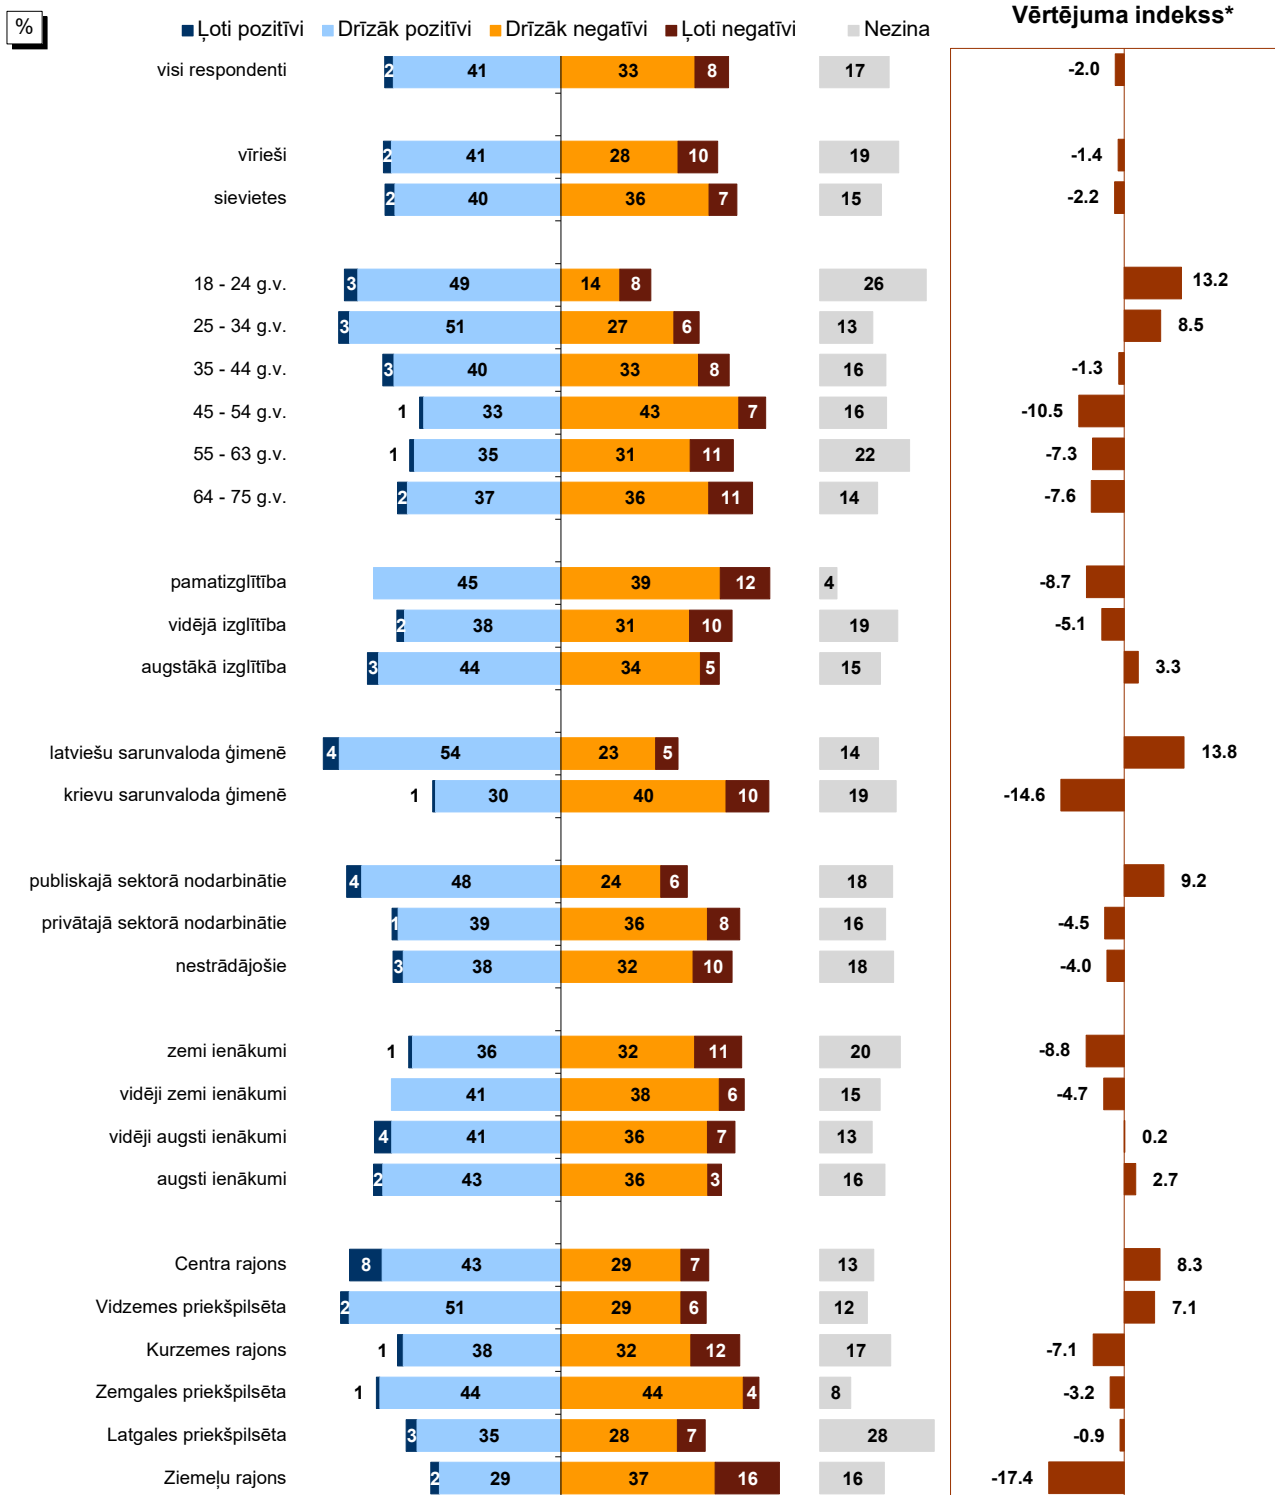 %
Ļoti pozitīvi Drīzāk pozitīvi Drīzāk negatīvi Ļoti negatīvi Nezina
Vērtējuma indekss*
visi respondenti 2 41 33 8 17 -2.0
vīrieši 2 41 28 10 19 -1.4
sievietes 2 40 36 7 15 -2.2
18 - 24 g.v. 3 49 14 8 26 13.2
25 - 34 g.v. 3 51 27 6 13 8.5
35 - 44 g.v. 3 40 33 8 16 -1.3
45 - 54 g.v. 1 33 43 7 16 -10.5
55 - 63 g.v. 1 35 31 11 22 -7.3
64 - 75 g.v. 2 37 36 11 14 -7.6
pamatizglītība 45 39 12 4 -8.7
vidējā izglītība 2 38 31 10 19 -5.1
augstākā izglītība 3 44 34 5 15 3.3
latviešu sarunvaloda ģimenē 4 54 23 5 14 13.8
krievu sarunvaloda ģimenē 1 30 40 10 19 -14.6
publiskajā sektorā nodarbinātie 4 48 24 6 18 9.2
privātajā sektorā nodarbinātie 1 39 36 8 16 -4.5
nestrādājošie 3 38 32 10 18 -4.0
zemi ienākumi 1 36 32 11 20 -8.8
vidēji zemi ienākumi 41 38 6 15 -4.7
vidēji augsti ienākumi 4 41 36 7 13 0.2
augsti ienākumi 2 43 36 3 16 2.7
Centra rajons 8 43 29 7 13 8.3
Vidzemes priekšpilsēta 2 51 29 6 12 7.1
Kurzemes rajons 1 38 32 12 17 -7.1
Zemgales priekšpilsēta 1 44 44 4 8 -3.2
Latgales priekšpilsēta 3 35 28 7 28 -0.9
Ziemeļu rajons 2 29 37 16 16 -17.4